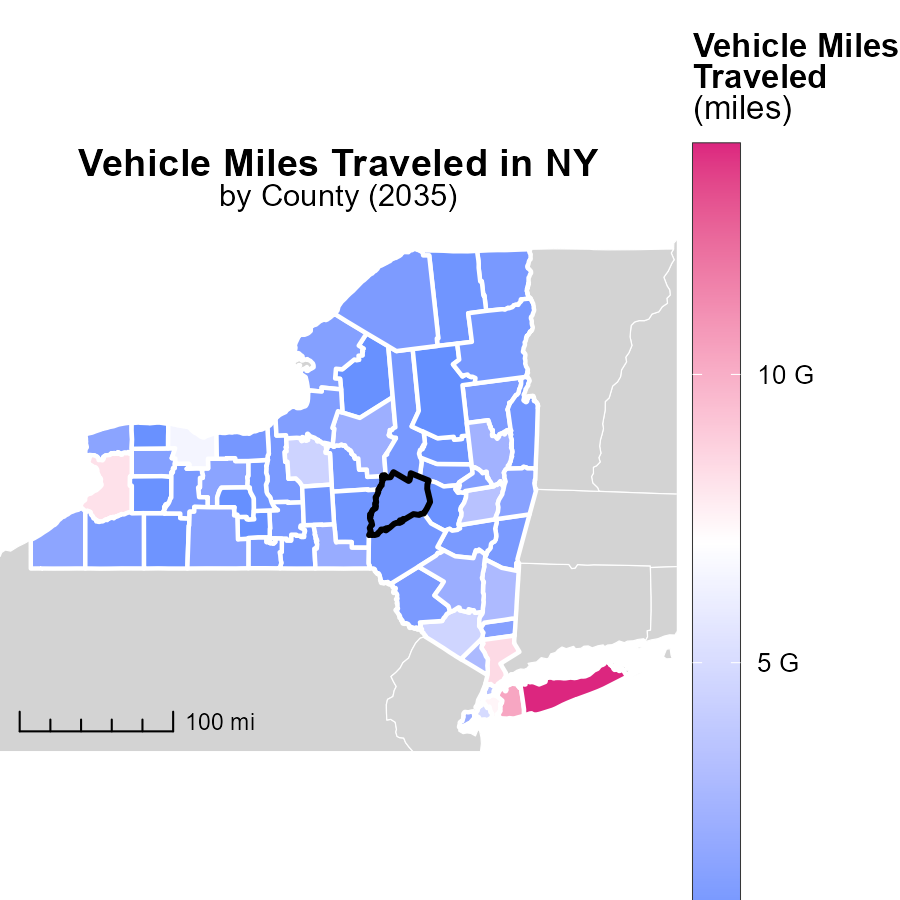 Vehicle Miles
Traveled
(miles)
Vehicle Miles Traveled in NY
by County (2035)
10 G
5 G
100 mi